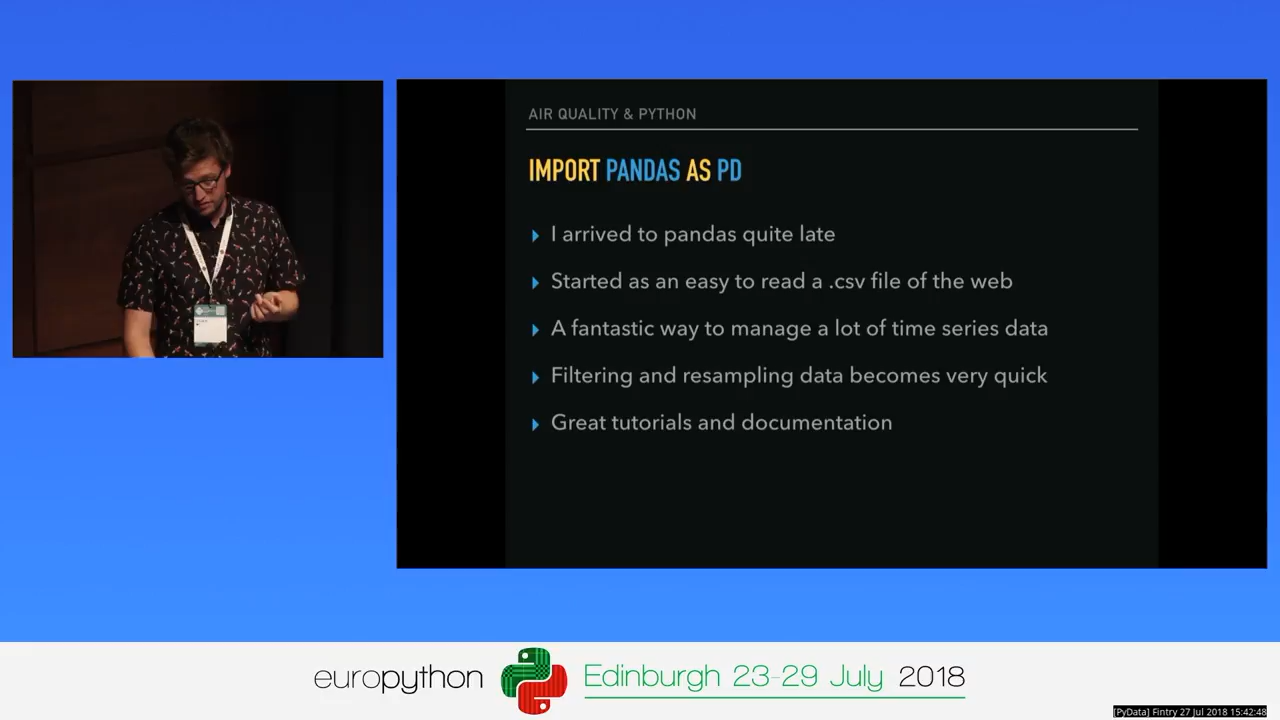 AIR QUALITY & PYTHON
IMPORT PANDAS AS PD
I arrived to pandas quite late
Started as an easy to read a .csv file of the web
A fantastic way to manage a lot of time series data
Filtering and resampling data becomes very quick
Great tutorials and documentation
europython Edinburgh 23-29 July 2018
[PyData] Fintry 27 Jul 2018 15:42:48